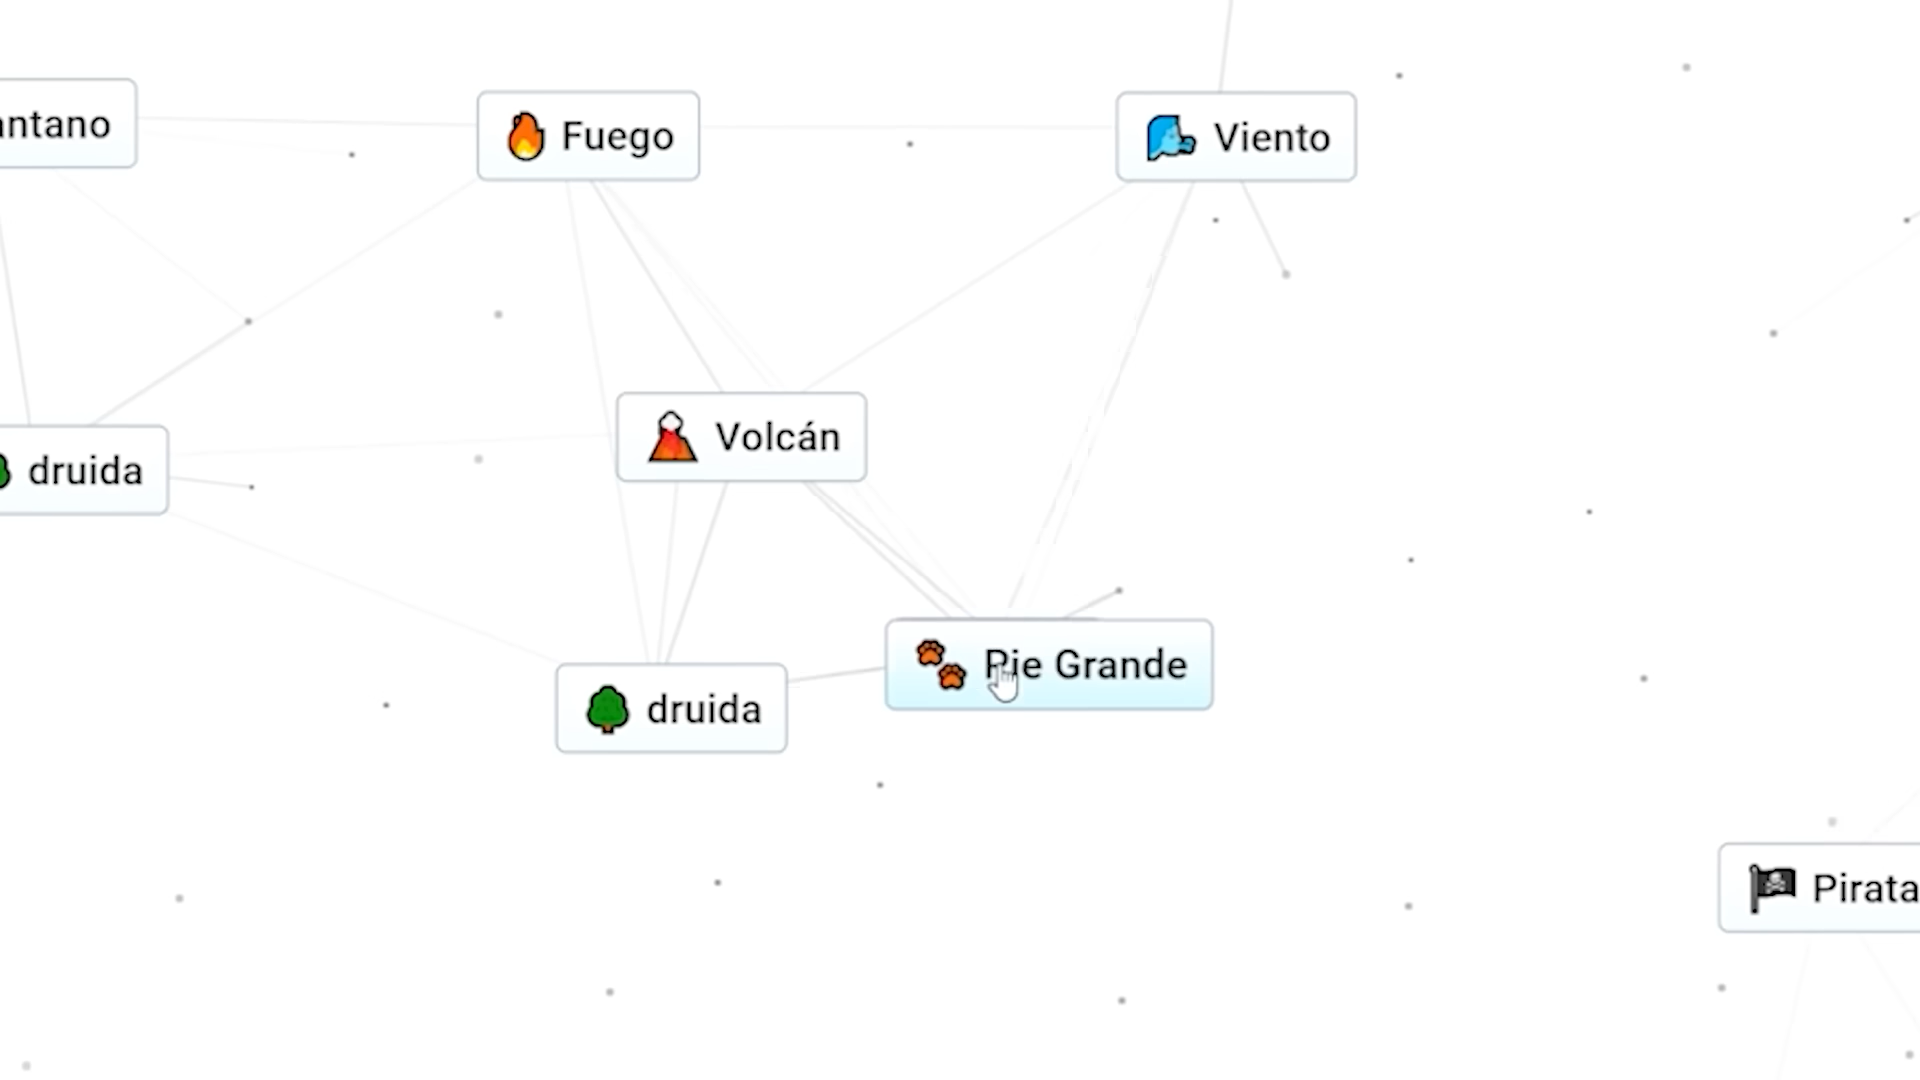 antano
Fuego
Viento
Volcán
druida
Pie Grande
druida
Pirata